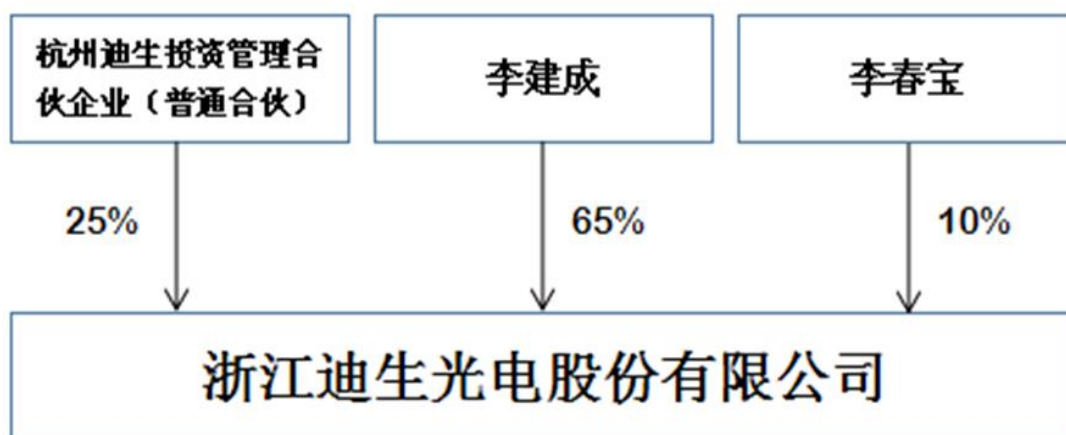 杭州迪生投资管理合
伙企业（普通合伙）
李建成
李春宝
25%
65%
10%
浙江迪生光电股份有限公司